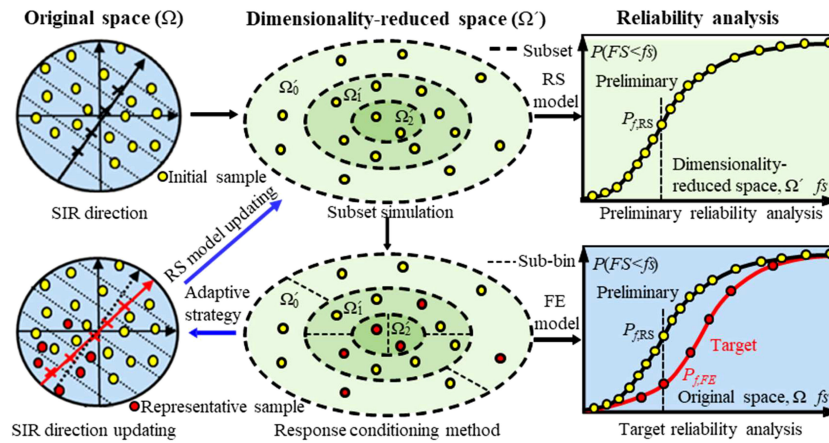 Original space (Ω)
Dimensionality-reduced space (Ω′)
Reliability analysis
Subset
RS
model
Ω′0
Ω′1
Ω′2
P(FS<fs)
Preliminary
Pf,RS
Dimensionality-
reduced space, Ω′ fs
Initial sample
SIR direction
Subset simulation
Preliminary reliability analysis
RS model updating
Adaptive
strategy
Sub-bin
FE
model
Ω′0
Ω′1
Ω′2
P(FS<fs)
Preliminary
Pf,RS
Target
Pf,FE
Original space, Ω fs
Representative sample
SIR direction updating
Response conditioning method
Target reliability analysis